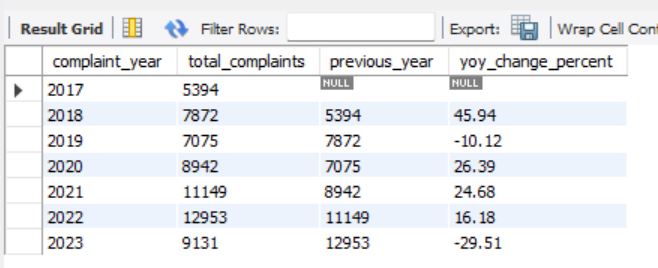 Result Grid Filter Rows: Export: Wrap Cell Cont
complaint_year total_complaints previous_year yoy_change_percent
2017 5394 NULL NULL
2018 7872 5394 45.94
2019 7075 7872 -10.12
2020 8942 7075 26.39
2021 11149 8942 24.68
2022 12953 11149 16.18
2023 9131 12953 -29.51